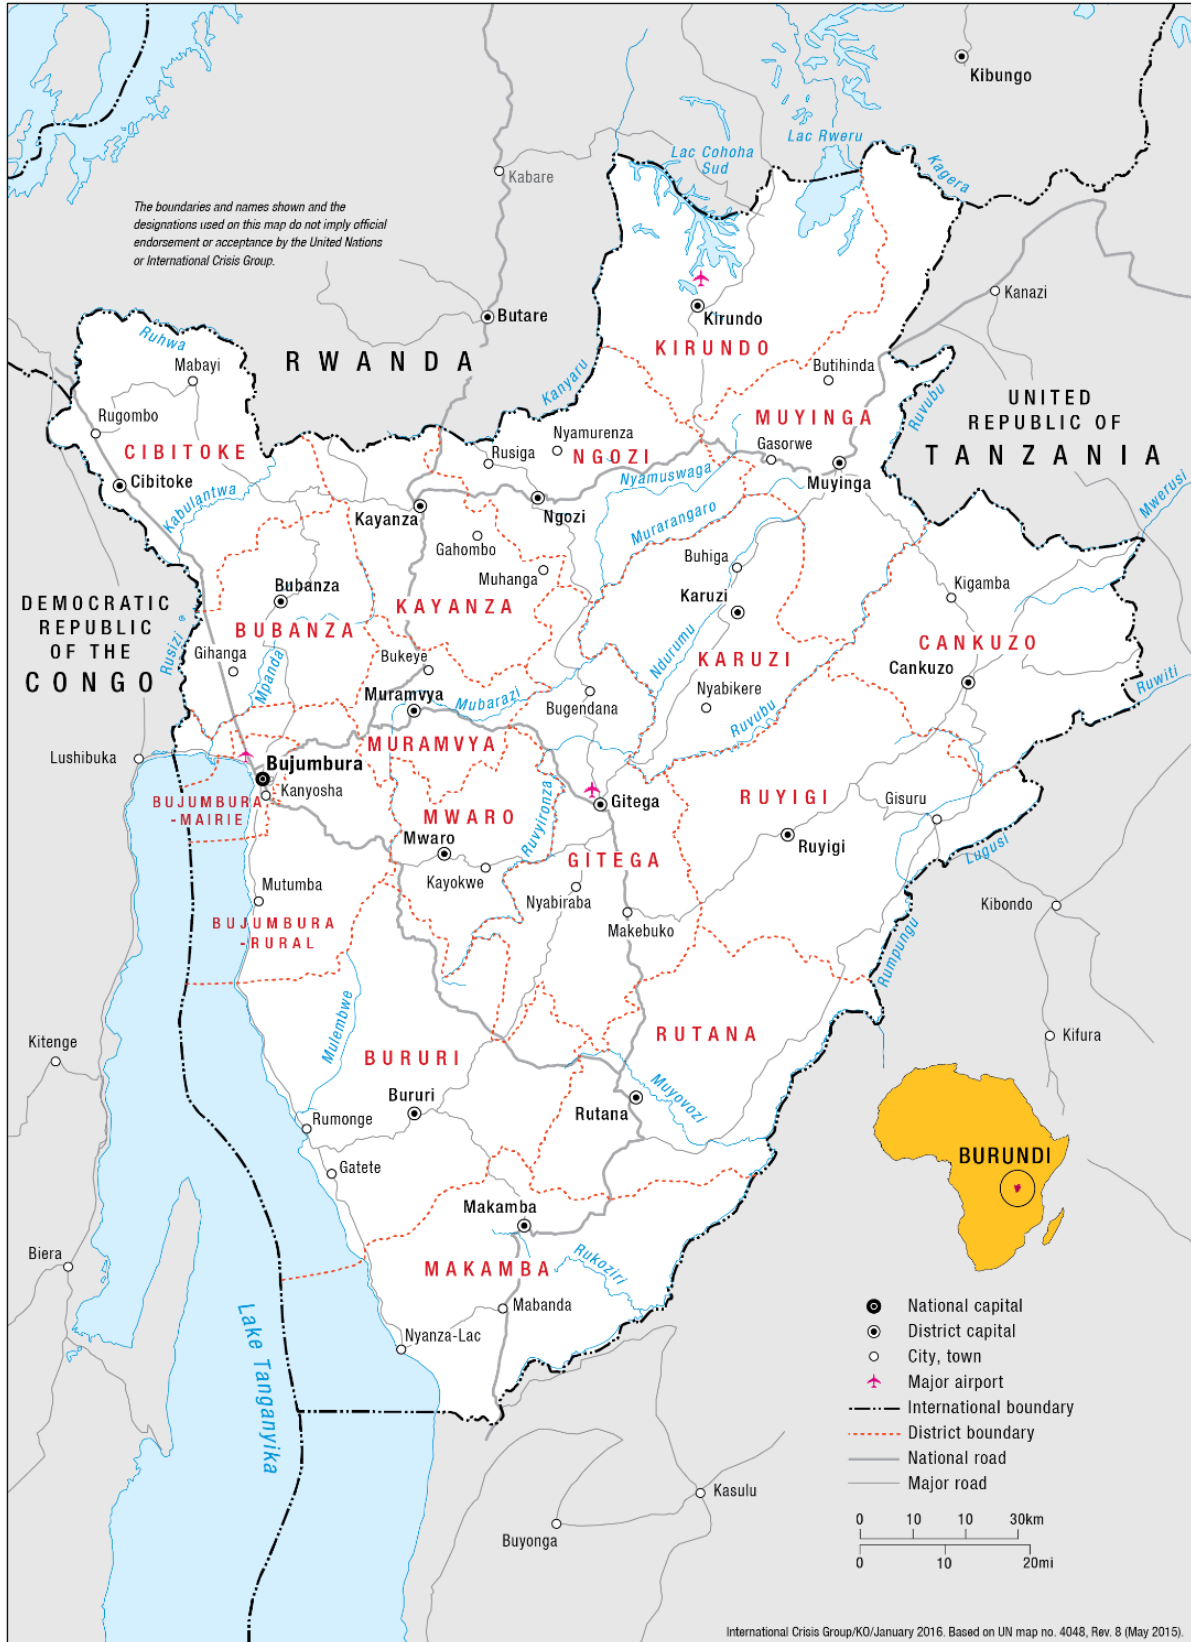 Kibungo
Lac Rweru
Lac Cohoha
Sud
Kagera
Kabare
The boundaries and names shown and the
designations used on this map do not imply official
endorsement or acceptance by the United Nations
or International Crisis Group.
Kanazi
Butare
Kirundo
Ruhwa
RWANDA
KIRUNDO
Mabayi
Kanyaru
Butihinda
Ruvubu
UNITED
REPUBLIC OF
TANZANIA
Rugombo
MUYINGA
CIBITOKE
Nyamurenza
Rusiga
NGOZI
Gasorwe
Nyamuswaga
Muyinga
Mwerusi
Cibitoke
Kabulantwa
Kayanza
Ngozi
Murarangaro
Gahombo
Buhiga
Muhanga
Kigamba
Bubanza
Karuzi
DEMOCRATIC
REPUBLIC
OF THE
CONGO
KAYANZA
BUBANZA
CANKUZO
Rusizi
Gihanga
Mpanda
Bukeye
Ndurumu
KARUZI
Cankuzo
Ruwiti
Muramvya
Mubarazi
Bugendana
Nyabikere
Ruvubu
MURAMVYA
Lushibuka
Bujumbura
Kanyosha
BUJUMBURA
-MAIRIE
MWARO
Ruvyironza
Gitega
RUYIGI
Gisuru
Mwaro
Ruyigi
Lugusi
GITEGA
Kayokwe
Mutumba
Nyabiraba
Kibondo
BUJUMBURA
-RURAL
Makebuko
Rumpungu
Mulembwe
RUTANA
Kifura
Kitenge
BURURI
Muyovozi
Bururi
Rutana
Rumonge
BURUNDI
Gatete
Makamba
Biera
MAKAMBA
Rukoziri
Mabanda
Nyanza-Lac
Lake Tanganyika
National capital
District capital
City, town
Major airport
International boundary
District boundary
National road
Major road
Kasulu
0 10 10 30km
Buyonga
0 10 20mi
International Crisis Group/KO/January 2016. Based on UN map no. 4048, Rev. 8 (May 2015).